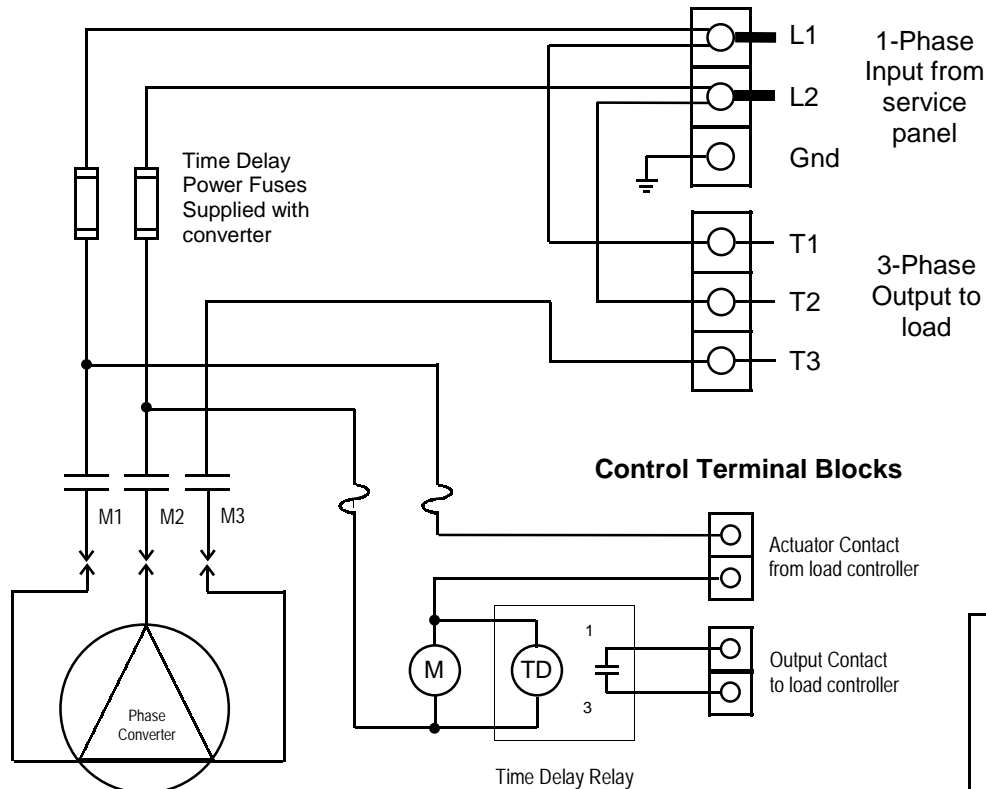 L1
1-Phase
Input from
service
panel
L2
Gnd
Time Delay
Power Fuses
Supplied with
converter
T1
3-Phase
Output to
load
T2
T3
Control Terminal Blocks
M1
M2
M3
Actuator Contact
from load controller
1
M
TD
3
Output Contact
to load controller
Phase
Converter
Time Delay Relay